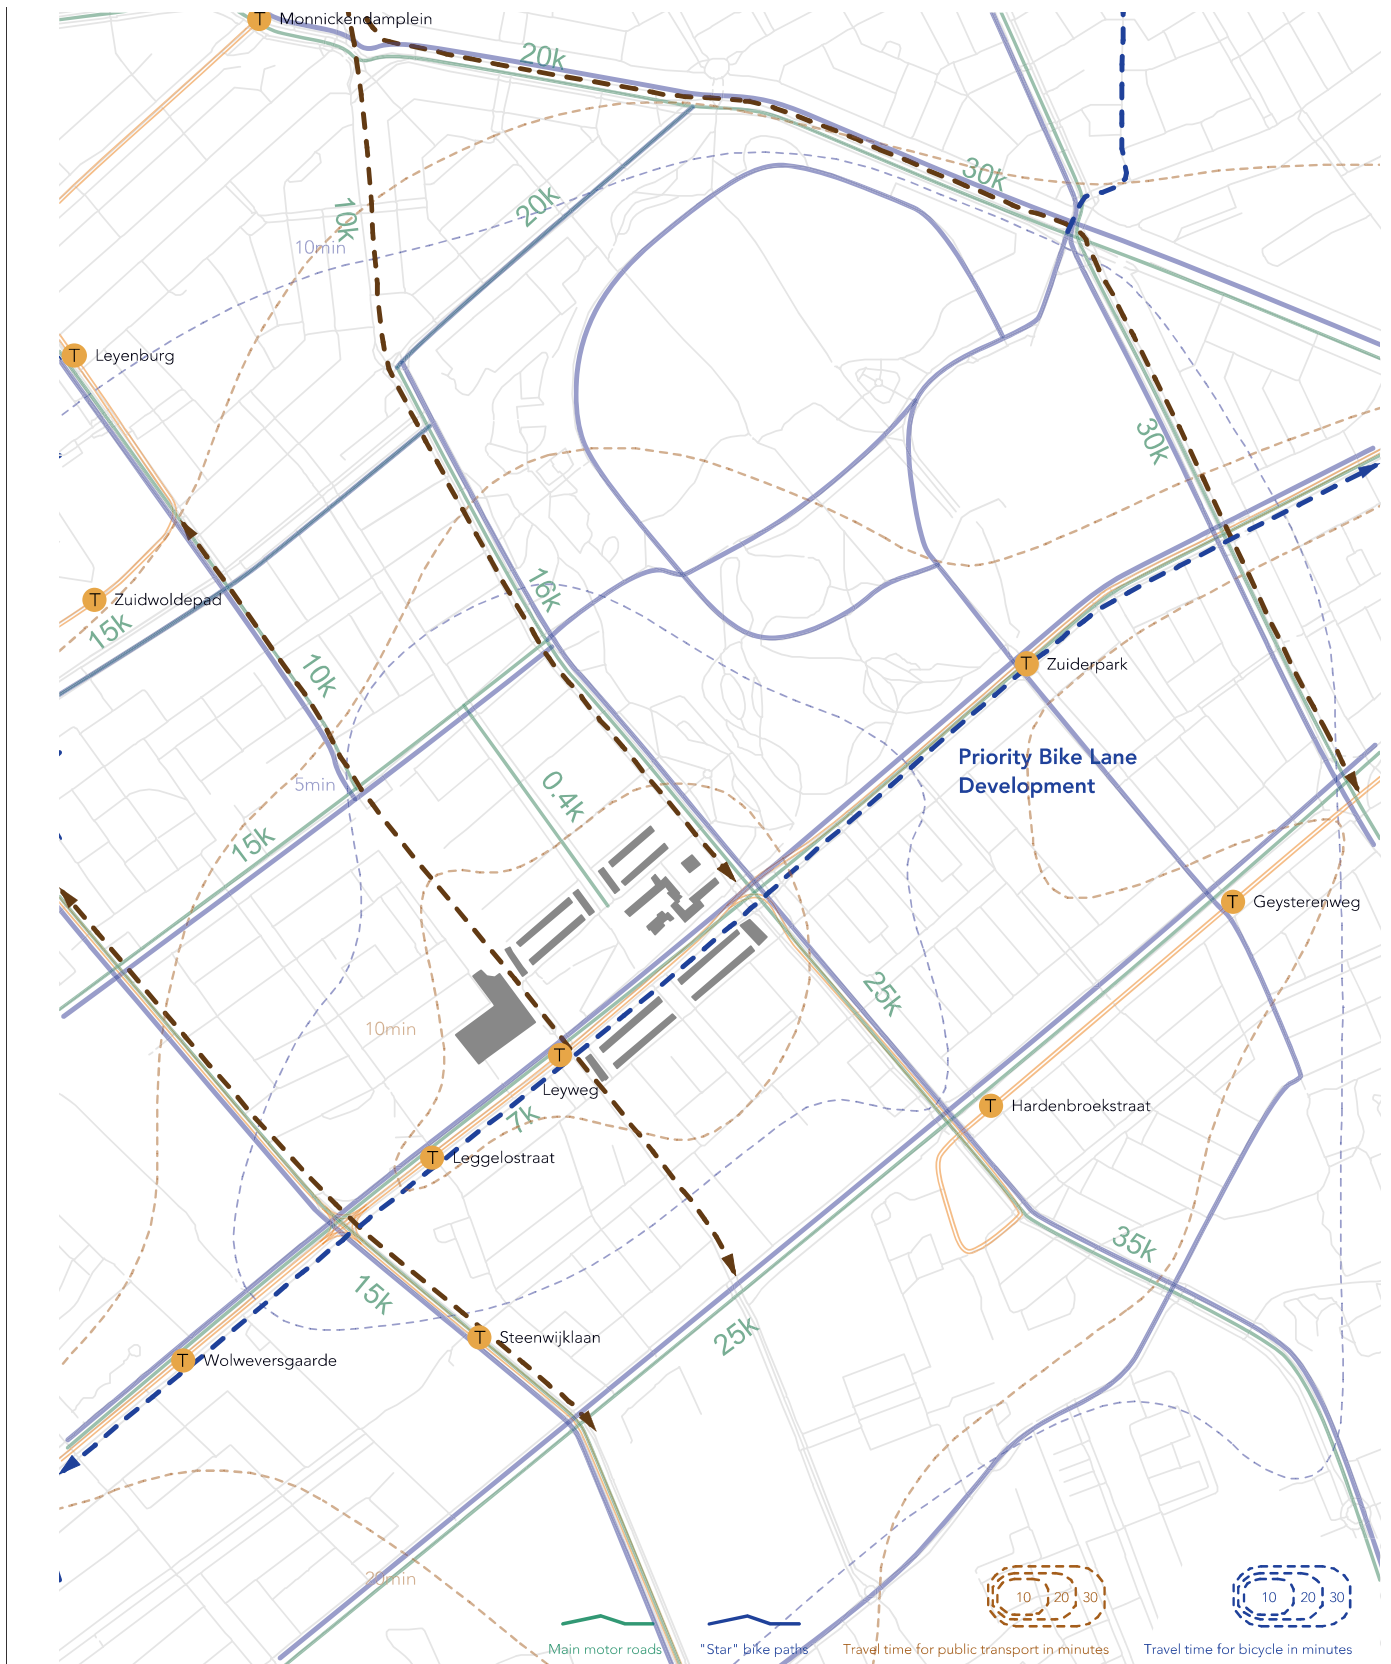 T Monnickendamplein
20k
30k
20k
10k
10min
T Leyenburg
30k
16k
T Zuidwoldepad
15k
T Zuiderpark
10k
Priority Bike Lane
Development
5min
0.4k
15k
T Geysterenweg
25k
10min
T
Leyweg
T Hardenbroekstraat
7k
T Leggelostraat
35k
15k
25k
T Steenwijklaan
T Wolweversgaarde
20min
10 20 30
10 20 30
Main motor roads
"Star" bike paths
Travel time for public transport in minutes
Travel time for bicycle in minutes